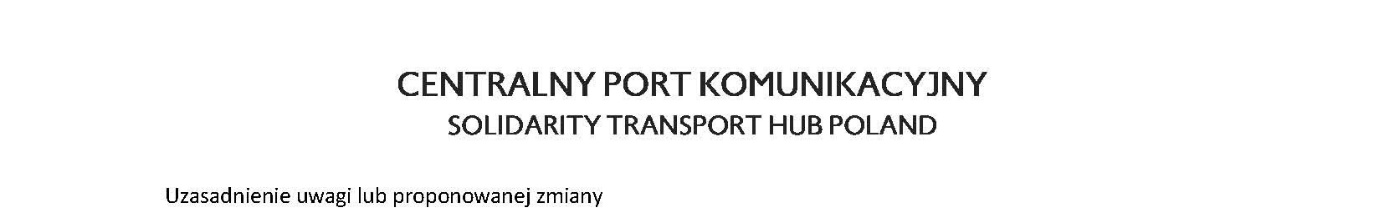 CENTRALNY PORT KOMUNIKACYJNY
SOLIDARITY TRANSPORT HUB POLAND
Uzasadnienie uwagi lub proponowanej zmiany